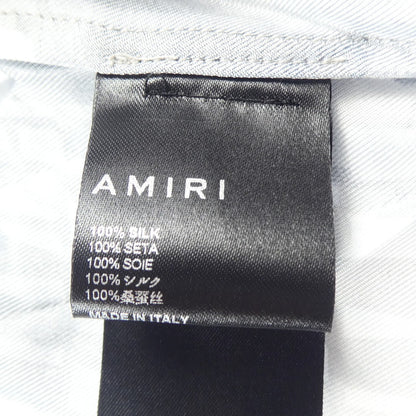 AMIRI
100% SILK
100% SETA
100% SOIE
100% シルク
100%桑蚕丝
MADE IN ITALY